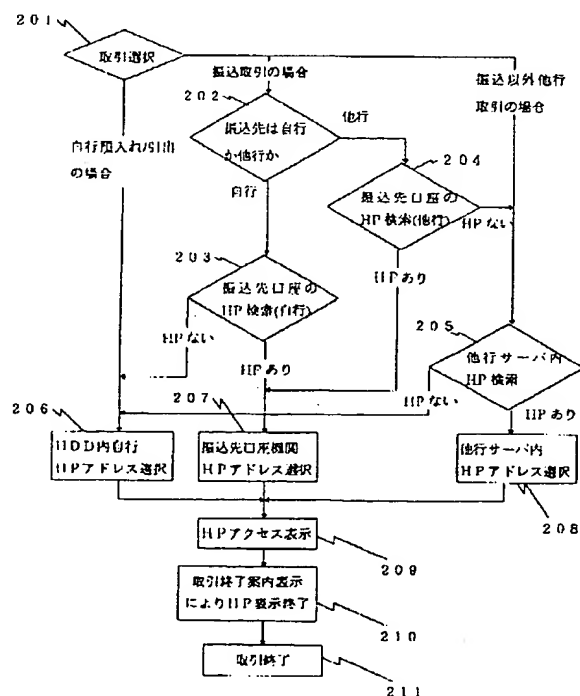 201
取引選択
振込取引の場合
振込以外他行
取引の場合
202
振込先は自行
か他行か
他行
自行
自行預入れ/引出
の場合
204
振込先口座の
HP検索(他行)
HPない
HPあり
203
振込先口座の
HP検索(自行)
HPない
HPあり
205
他行サーバ内
HP検索
HPない
HPあり
206
HDD内自行
HPアドレス選択
207
振込先口座機関
HPアドレス選択
他行サーバ内
HPアドレス選択
208
HPアクセス表示
209
取引終了案内表示
によりHP表示終了
210
取引終了
211